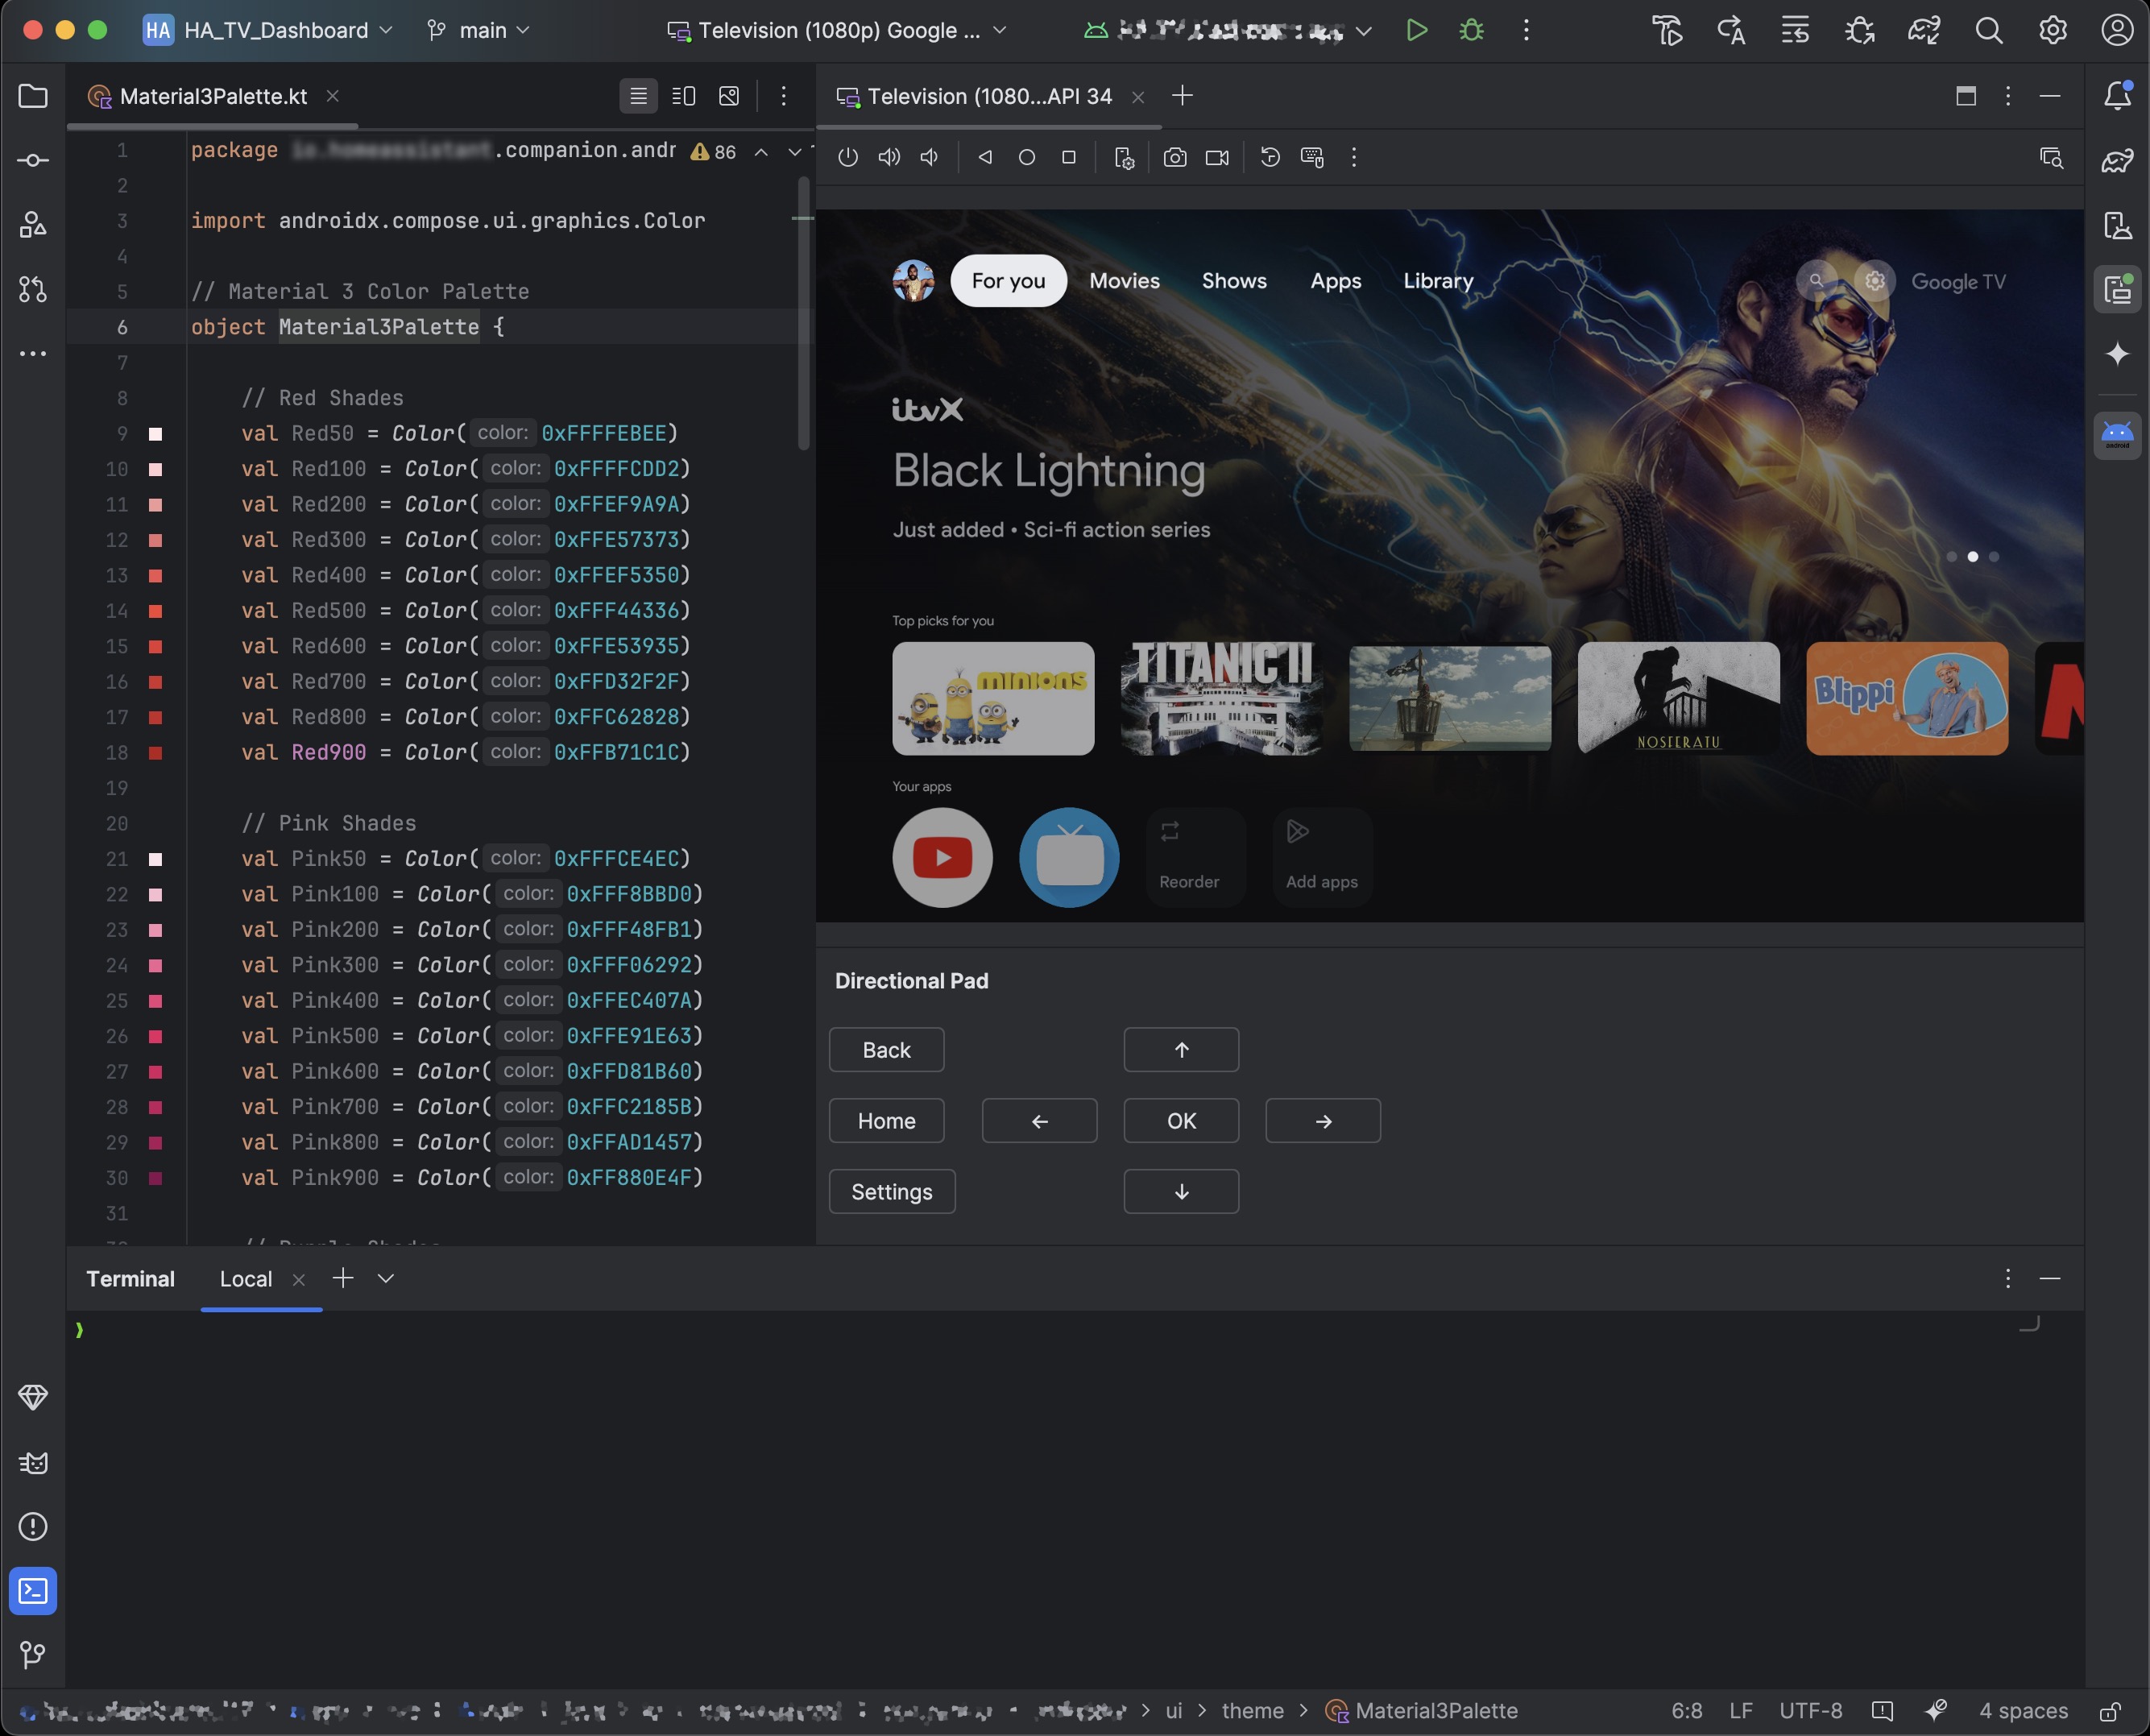 HA HA_TV_Dashboard main Television (1080p) Google ...
Material3Palette.kt
1 package .companion.andr 86
2
3 import androidx.compose.ui.graphics.Color
4
5 // Material 3 Color Palette
6 object Material3Palette {
7
8 // Red Shades
9 val Red50 = Color( color: 0xFFFFEBEE)
10 val Red100 = Color( color: 0xFFFFCDD2)
11 val Red200 = Color( color: 0xFFEF9A9A)
12 val Red300 = Color( color: 0xFFE57373)
13 val Red400 = Color( color: 0xFFEF5350)
14 val Red500 = Color( color: 0xFFF44336)
15 val Red600 = Color( color: 0xFFE53935)
16 val Red700 = Color( color: 0xFFD32F2F)
17 val Red800 = Color( color: 0xFFC62828)
18 val Red900 = Color( color: 0xFFB71C1C)
19
20 // Pink Shades
21 val Pink50 = Color( color: 0xFFFCE4EC)
22 val Pink100 = Color( color: 0xFFF8BBD0)
23 val Pink200 = Color( color: 0xFFF48FB1)
24 val Pink300 = Color( color: 0xFFF06292)
25 val Pink400 = Color( color: 0xFFEC407A)
26 val Pink500 = Color( color: 0xFFE91E63)
27 val Pink600 = Color( color: 0xFFD81B60)
28 val Pink700 = Color( color: 0xFFC2185B)
29 val Pink800 = Color( color: 0xFFAD1457)
30 val Pink900 = Color( color: 0xFF880E4F)
31
Television (1080...API 34
For you Movies Shows Apps Library Google TV
itvX
Black Lightning
Just added • Sci-fi action series
Top picks for you
MINIONS
TITANIC II
NOSFERATU
Blippi
Your apps
Reorder
Add apps
Directional Pad
Back ↑
Home ← OK →
Settings ↓
android
Terminal Local
ui theme Material3Palette 6:8 LF UTF-8 4 spaces